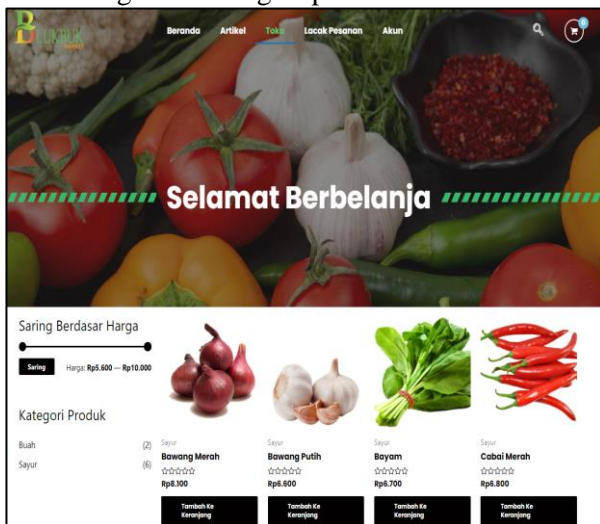 Beranda Artikel Toko Lacak Pesanan Akun
0
Selamat Berbelanja
Saring Berdasar Harga
Saring Harga: Rp5.600 — Rp10.000
Kategori Produk
Buah (2)
Sayur (6)
Sayur
Bawang Merah
Rp8.100
Tambah Ke
Keranjang
Sayur
Bawang Putih
Rp6.600
Tambah Ke
Keranjang
Sayur
Bayam
Rp6.700
Tambah Ke
Keranjang
Sayur
Cabai Merah
Rp6.800
Tambah Ke
Keranjang